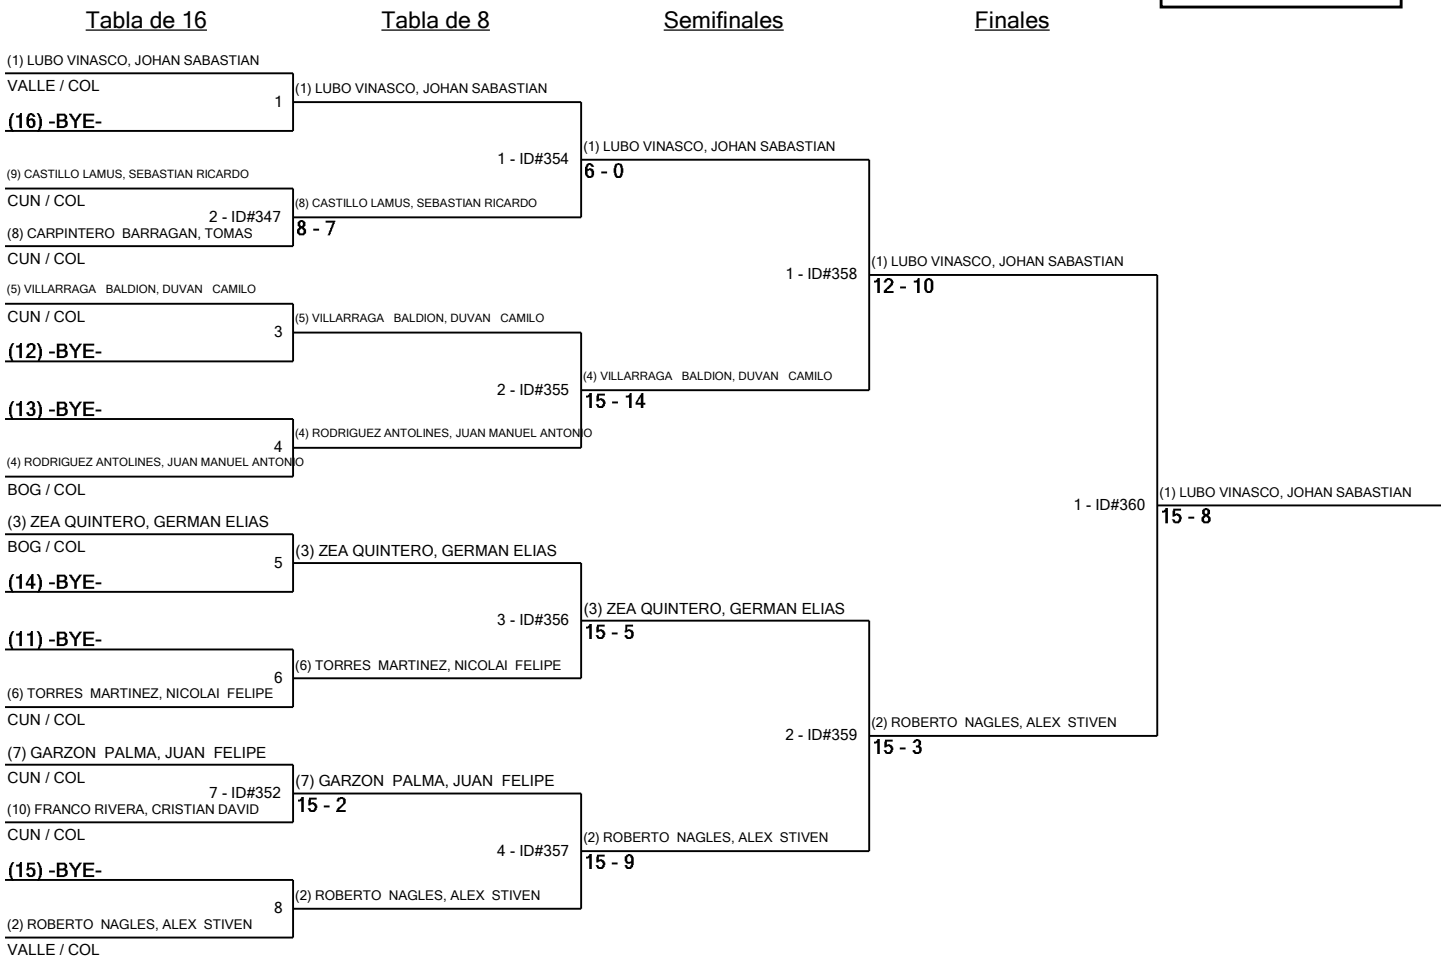 Tabla de 16
Tabla de 8
Semifinales
Finales
(1) LUBO VINASCO, JOHAN SABASTIAN
VALLE / COL
1
(16) -BYE-
(9) CASTILLO LAMUS, SEBASTIAN RICARDO
CUN / COL
2 - ID#347
(8) CARPINTERO BARRAGAN, TOMAS
CUN / COL
(5) VILLARRAGA BALDION, DUVAN CAMILO
CUN / COL
3
(12) -BYE-
(13) -BYE-
4
(4) RODRIGUEZ ANTOLINES, JUAN MANUEL ANTONIO
BOG / COL
(3) ZEA QUINTERO, GERMAN ELIAS
BOG / COL
5
(14) -BYE-
(11) -BYE-
6
(6) TORRES MARTINEZ, NICOLAI FELIPE
CUN / COL
(7) GARZON PALMA, JUAN FELIPE
CUN / COL
7 - ID#352
(10) FRANCO RIVERA, CRISTIAN DAVID
CUN / COL
(15) -BYE-
8
(2) ROBERTO NAGLES, ALEX STIVEN
VALLE / COL
(1) LUBO VINASCO, JOHAN SABASTIAN
1 - ID#354
(8) CASTILLO LAMUS, SEBASTIAN RICARDO
8 - 7
(5) VILLARRAGA BALDION, DUVAN CAMILO
2 - ID#355
(4) RODRIGUEZ ANTOLINES, JUAN MANUEL ANTONIO
(3) ZEA QUINTERO, GERMAN ELIAS
3 - ID#356
(6) TORRES MARTINEZ, NICOLAI FELIPE
(7) GARZON PALMA, JUAN FELIPE
15 - 2
4 - ID#357
(2) ROBERTO NAGLES, ALEX STIVEN
(1) LUBO VINASCO, JOHAN SABASTIAN
6 - 0
1 - ID#358
(4) VILLARRAGA BALDION, DUVAN CAMILO
15 - 14
(3) ZEA QUINTERO, GERMAN ELIAS
15 - 5
2 - ID#359
(2) ROBERTO NAGLES, ALEX STIVEN
15 - 9
(1) LUBO VINASCO, JOHAN SABASTIAN
12 - 10
1 - ID#360
(2) ROBERTO NAGLES, ALEX STIVEN
15 - 3
(1) LUBO VINASCO, JOHAN SABASTIAN
15 - 8